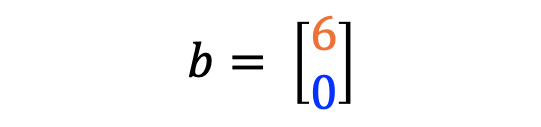 b = [6
0]